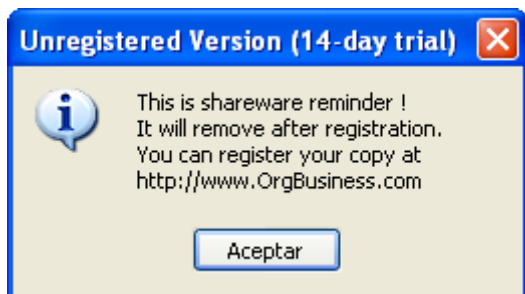 Unregistered Version (14-day trial)
This is shareware reminder !
It will remove after registration.
You can register your copy at
http://www.OrgBusiness.com
Aceptar